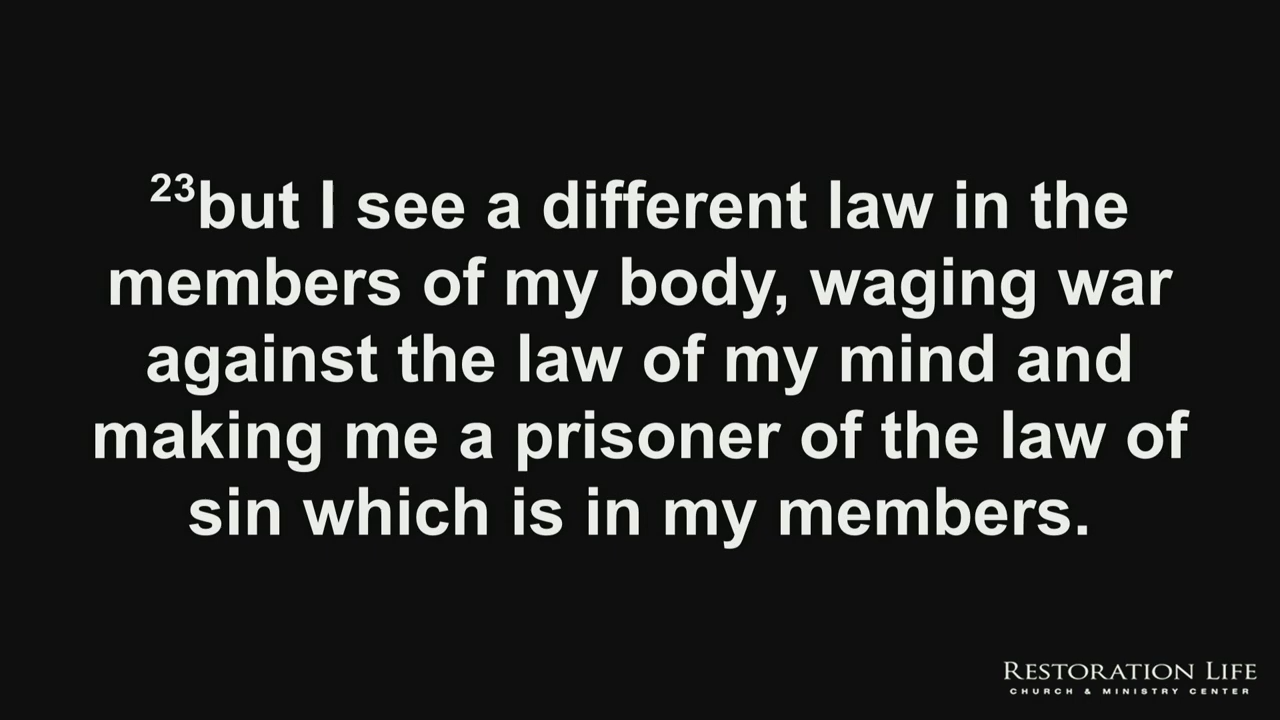 23but I see a different law in the
members of my body, waging war
against the law of my mind and
making me a prisoner of the law of
sin which is in my members.
RESTORATION LIFE
CHURCH & MINISTRY CENTER